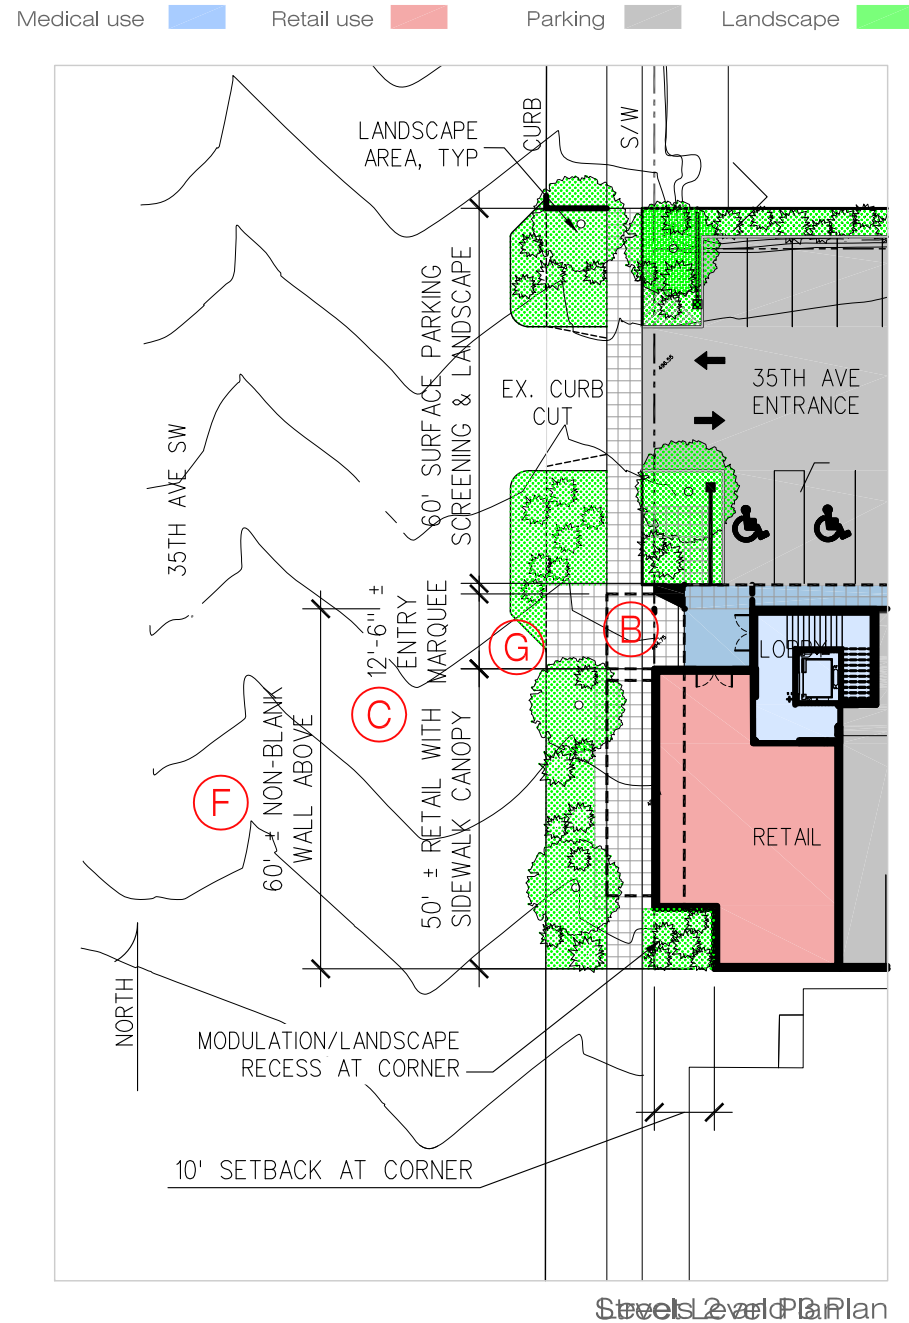 Medical use
Retail use
Parking
Landscape
CURB
S/W
LANDSCAPE
AREA, TYP
60' SURFACE PARKING
SCREENING & LANDSCAPE
EX. CURB
CUT
35TH AVE
ENTRANCE
35TH AVE SW
12'-6" ±
ENTRY
MARQUEE
B
G
C
F
LOBBY
60' ± NON-BLANK
WALL ABOVE
50' ± RETAIL WITH
SIDEWALK CANOPY
RETAIL
NORTH
MODULATION/LANDSCAPE
RECESS AT CORNER
10' SETBACK AT CORNER